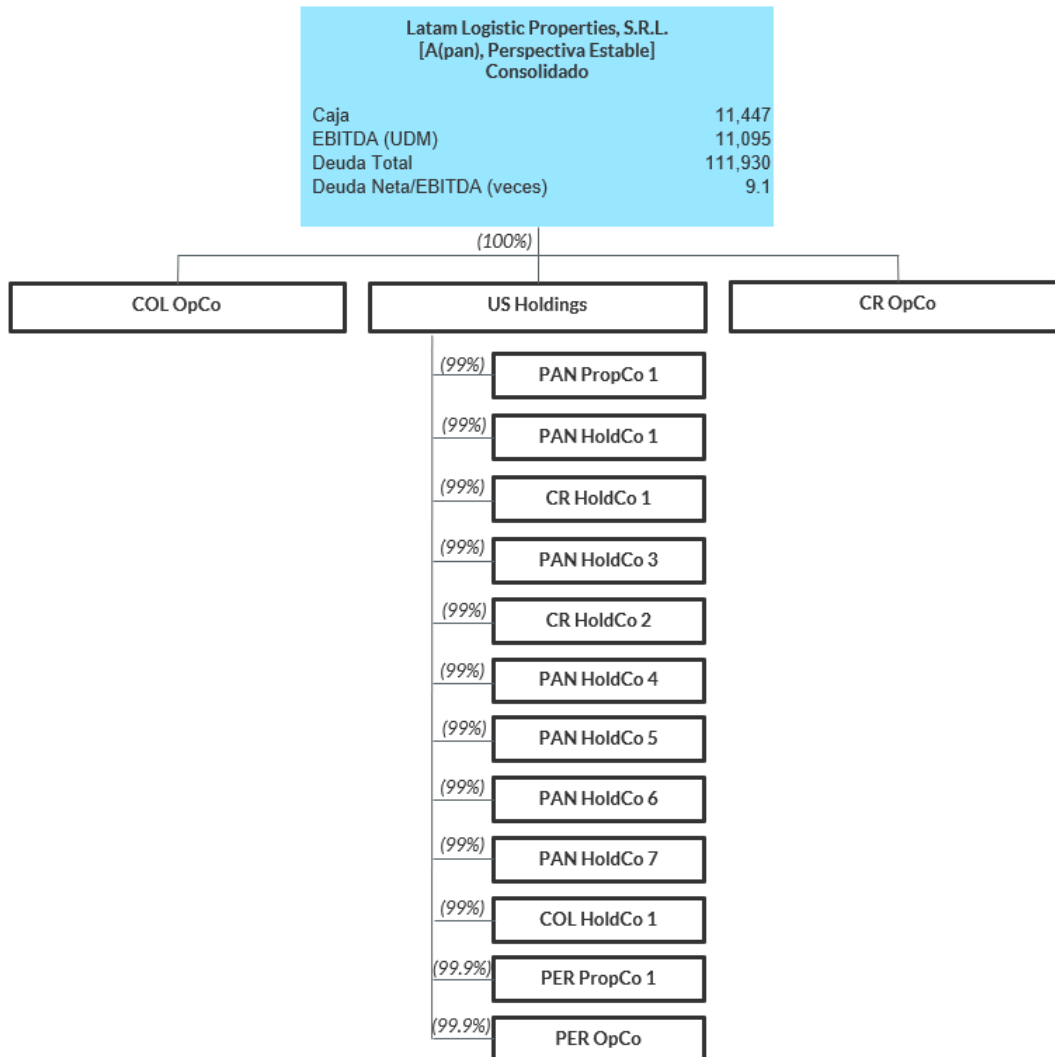 Latam Logistic Properties, S.R.L.
[A(pan), Perspectiva Estable]
Consolidado
Caja 11,447
EBITDA (UDM) 11,095
Deuda Total 111,930
Deuda Neta/EBITDA (veces) 9.1
(100%)
COL OpCo US Holdings CR OpCo
(99%) PAN PropCo 1
(99%) PAN HoldCo 1
(99%) CR HoldCo 1
(99%) PAN HoldCo 3
(99%) CR HoldCo 2
(99%) PAN HoldCo 4
(99%) PAN HoldCo 5
(99%) PAN HoldCo 6
(99%) PAN HoldCo 7
(99%) COL HoldCo 1
(99.9%) PER PropCo 1
(99.9%) PER OpCo